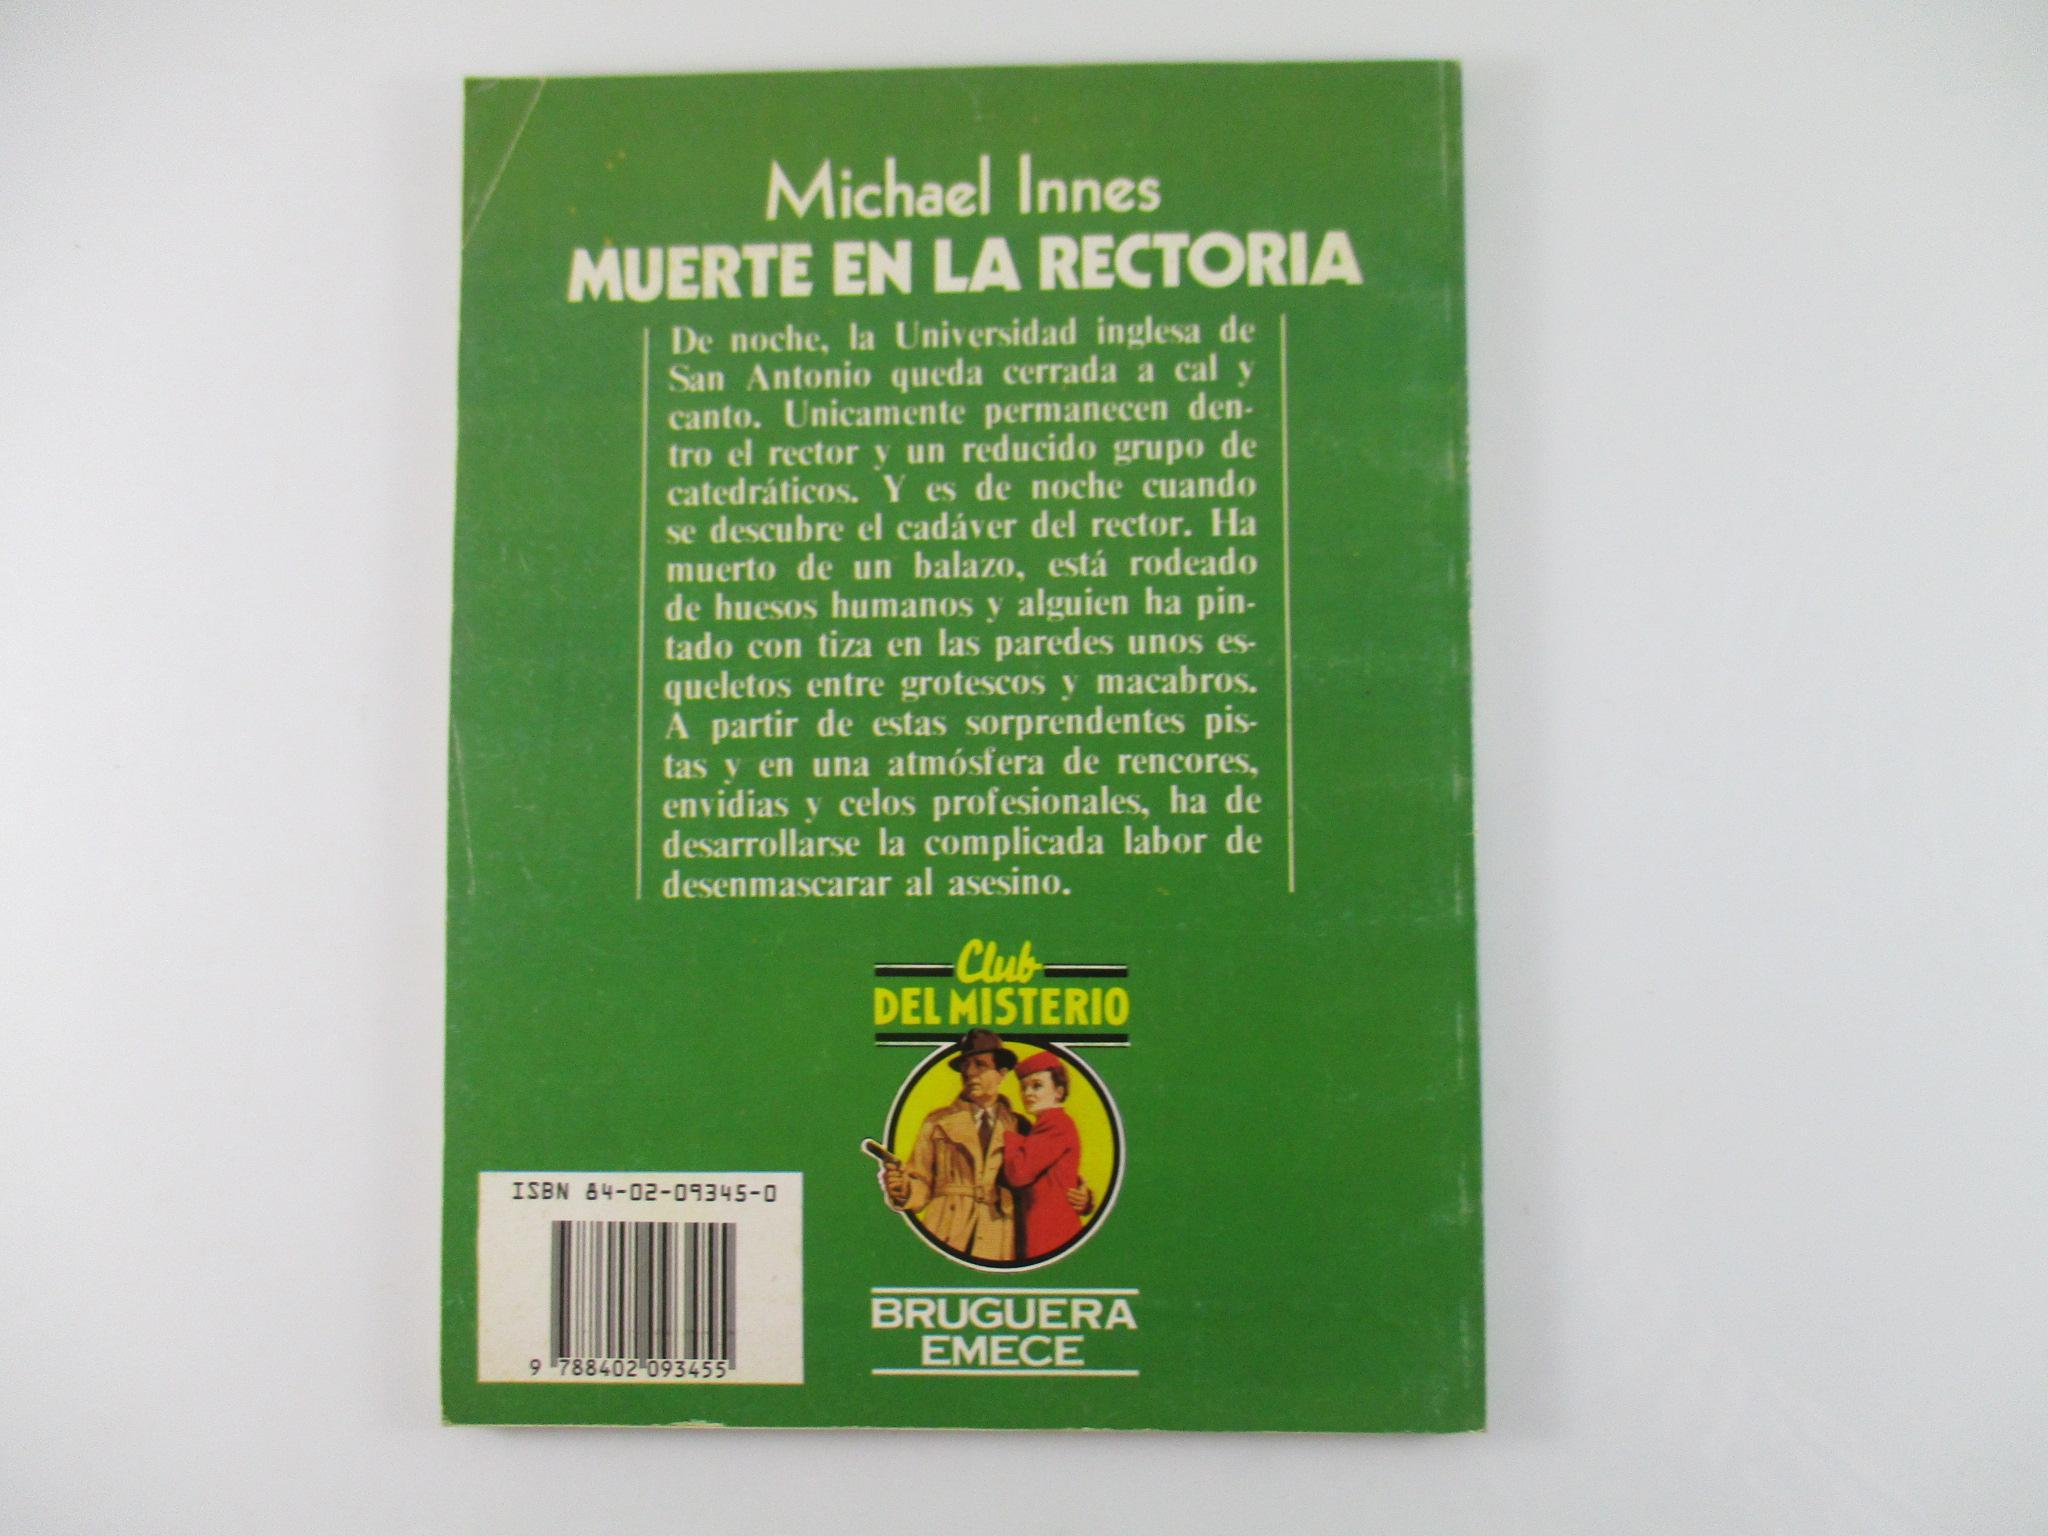 Michael Innes
MUERTE EN LA RECTORIA
De noche, la Universidad inglesa de
San Antonio queda cerrada a cal y
canto. Unicamente permanecen den-
tro el rector y un reducido grupo de
catedráticos. Y es de noche cuando
se descubre el cadáver del rector. Ha
muerto de un balazo, está rodeado
de huesos humanos y alguien ha pin-
tado con tiza en las paredes unos es-
queletos entre grotescos y macabros.
A partir de estas sorprendentes pis-
tas y en una atmósfera de rencores,
envidias y celos profesionales, ha de
desarrollarse la complicada labor de
desenmascarar al asesino.
Club
DEL MISTERIO
ISBN 84-02-09345-0
9 788402 093455
BRUGUERA
EMECE